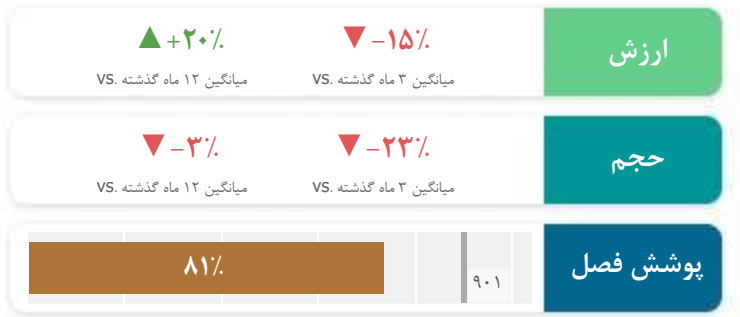 ارزش
▼ -۱۵٪ ▲ +۲۰٪
VS. میانگین ۳ ماه گذشته VS. میانگین ۱۲ ماه گذشته
حجم
▼ -۲۳٪ ▼ -۳٪
VS. میانگین ۳ ماه گذشته VS. میانگین ۱۲ ماه گذشته
پوشش فصل
۸۱٪
۹۰۱